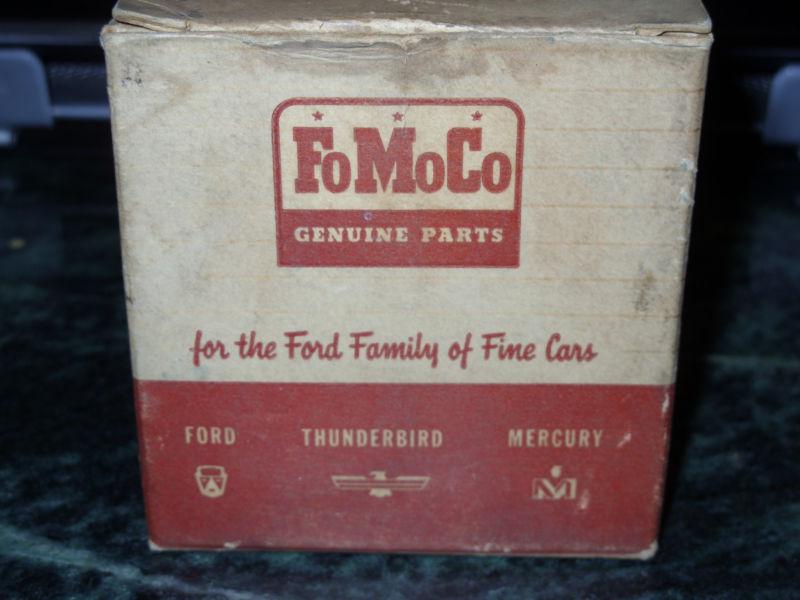 FoMoCo
GENUINE PARTS
for the Ford Family of Fine Cars
FORD THUNDERBIRD MERCURY
M